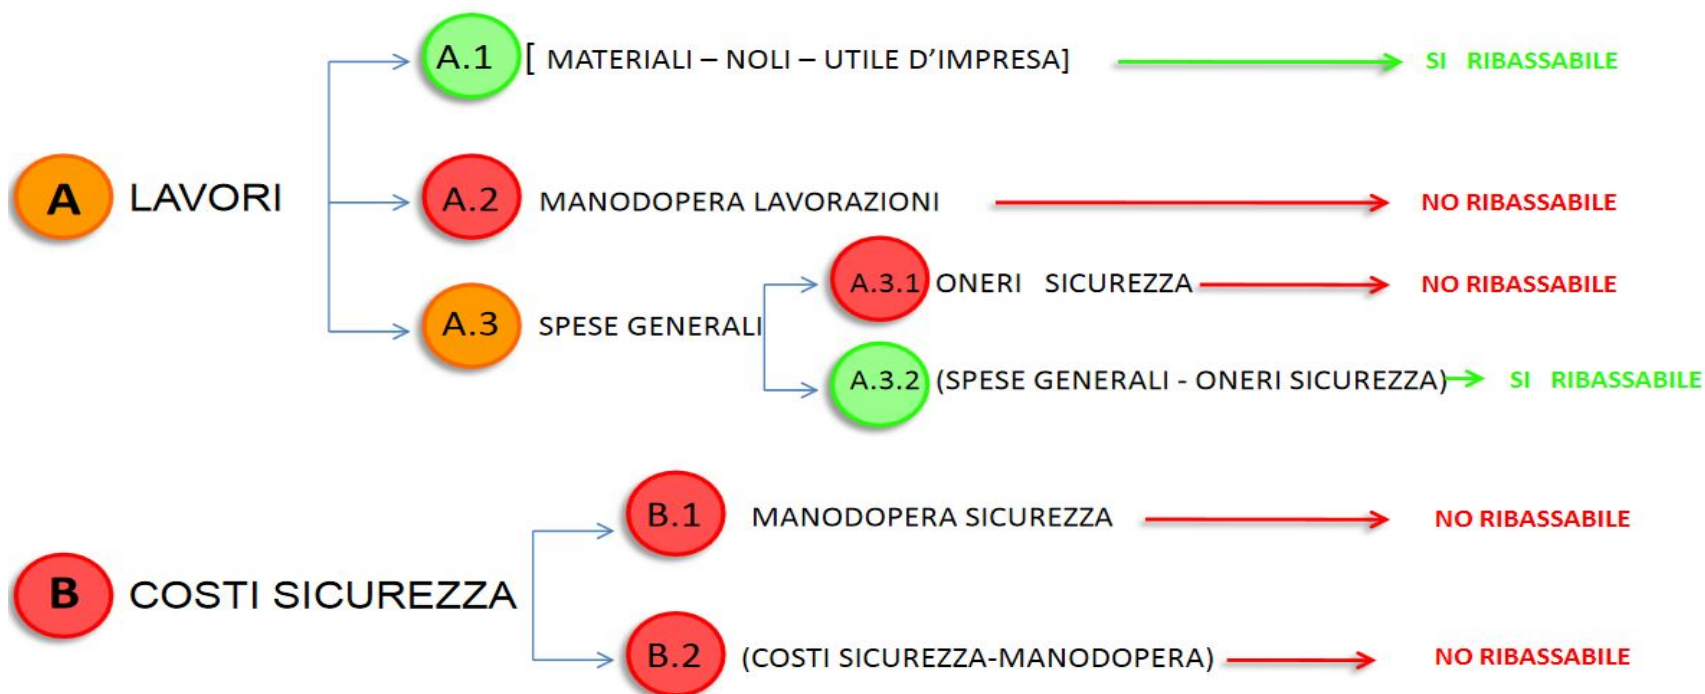 A.1 [ MATERIALI – NOLI – UTILE D’IMPRESA] SI RIBASSABILE
A LAVORI
A.2 MANODOPERA LAVORAZIONI NO RIBASSABILE
A.3 SPESE GENERALI
A.3.1 ONERI SICUREZZA NO RIBASSABILE
A.3.2 (SPESE GENERALI - ONERI SICUREZZA) SI RIBASSABILE
B COSTI SICUREZZA
B.1 MANODOPERA SICUREZZA NO RIBASSABILE
B.2 (COSTI SICUREZZA-MANODOPERA) NO RIBASSABILE